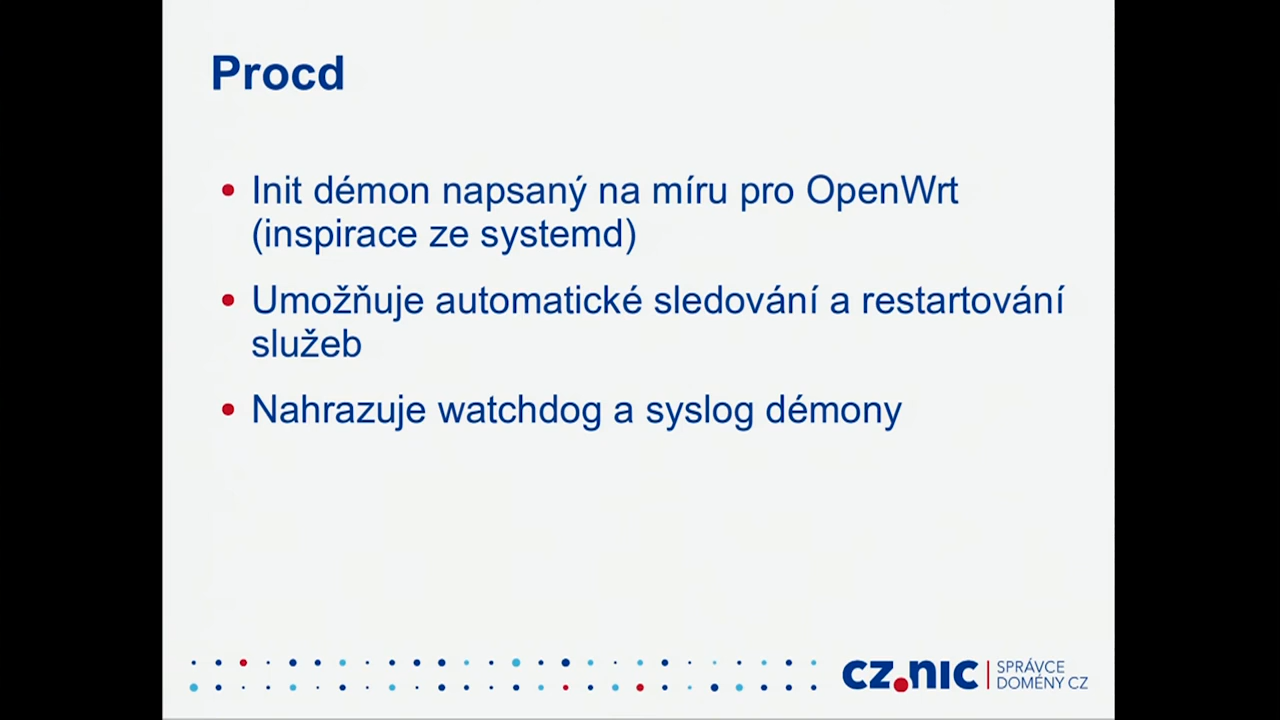 Procd
Init démon napsaný na míru pro OpenWrt
(inspirace ze systemd)
Umožňuje automatické sledování a restartování
služeb
Nahrazuje watchdog a syslog démony
CZ.NIC
SPRÁVCE
DOMÉNY CZ